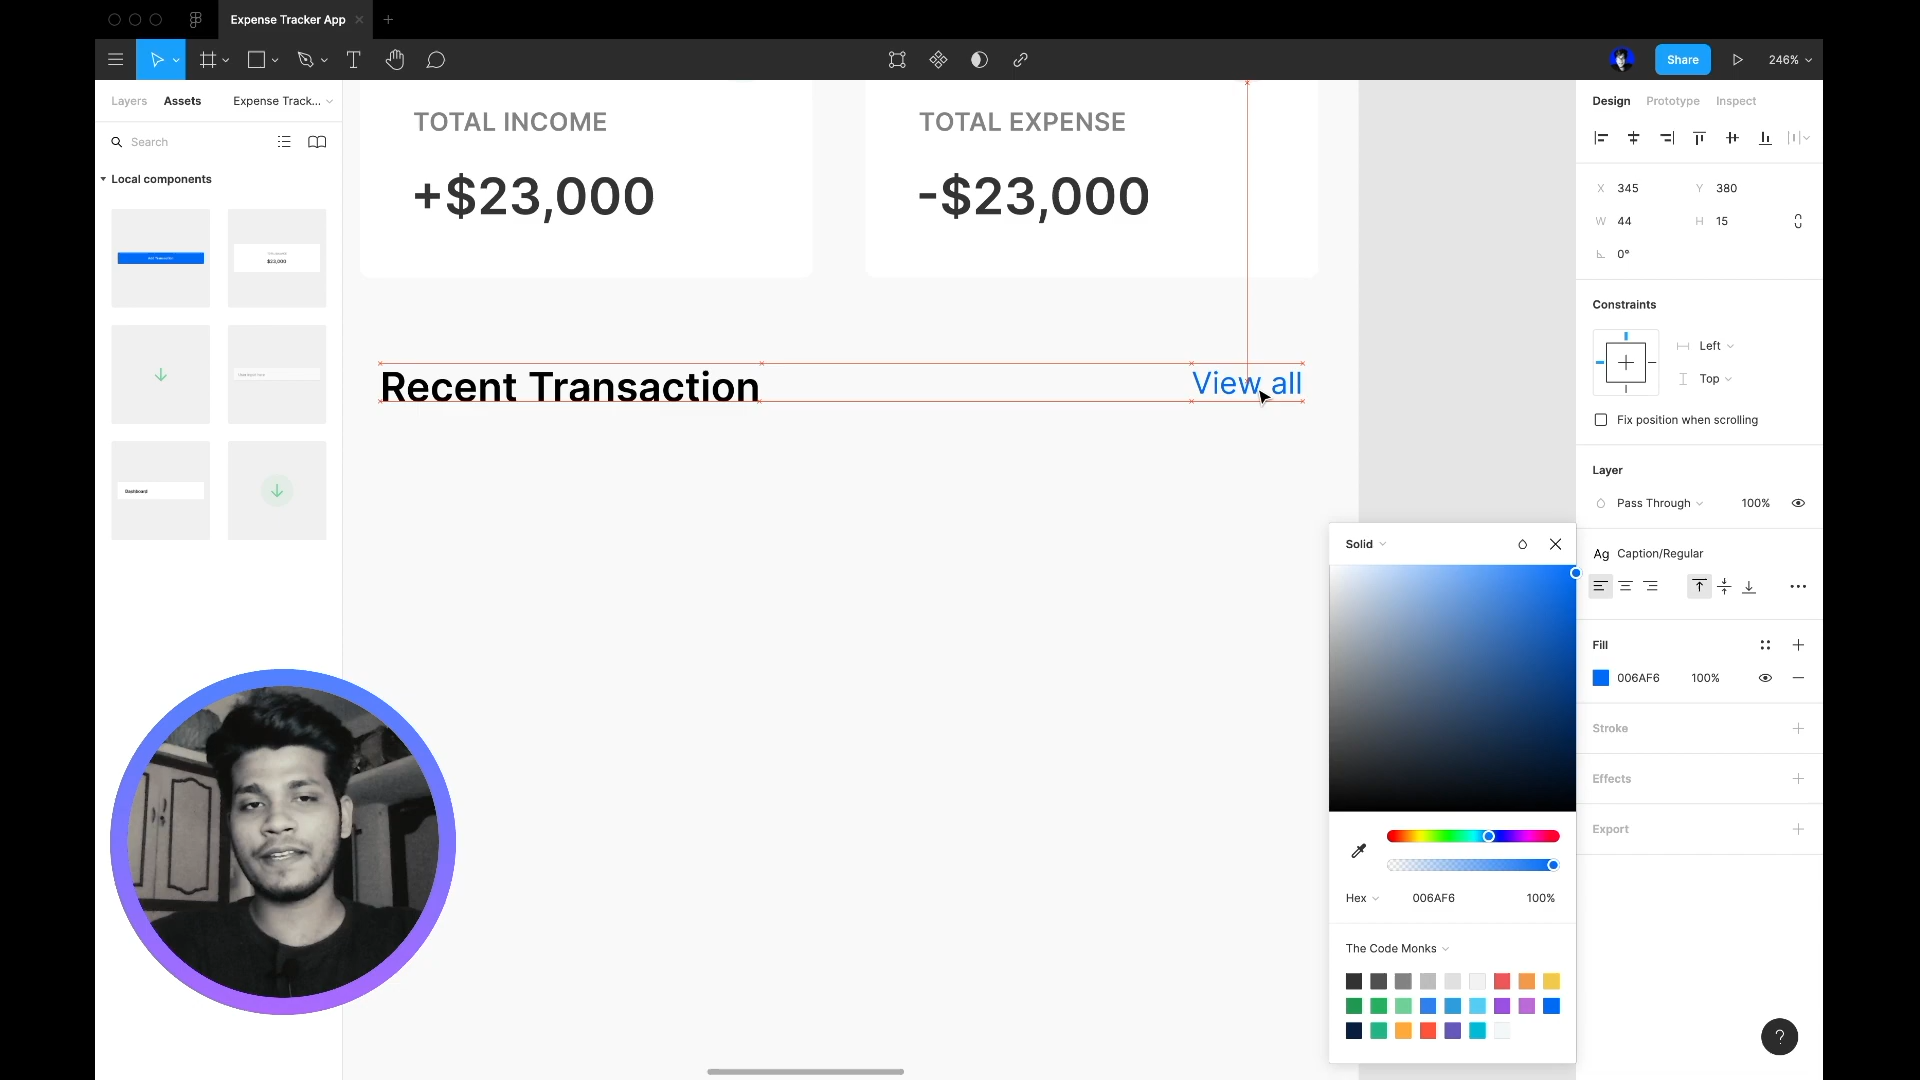 Expense Tracker App
Share
246%
Layers
Assets
Expense Track...
Search
Local components
Dashboard
$23,000
TOTAL INCOME
+$23,000
TOTAL EXPENSE
-$23,000
Recent Transaction
View all
Design
Prototype
Inspect
X 345
Y 380
W 44
H 15
0°
Constraints
Left
Top
Fix position when scrolling
Layer
Pass Through
100%
Ag Caption/Regular
Fill
006AF6
100%
Stroke
Effects
Export
Solid
Hex
006AF6
100%
The Code Monks
?